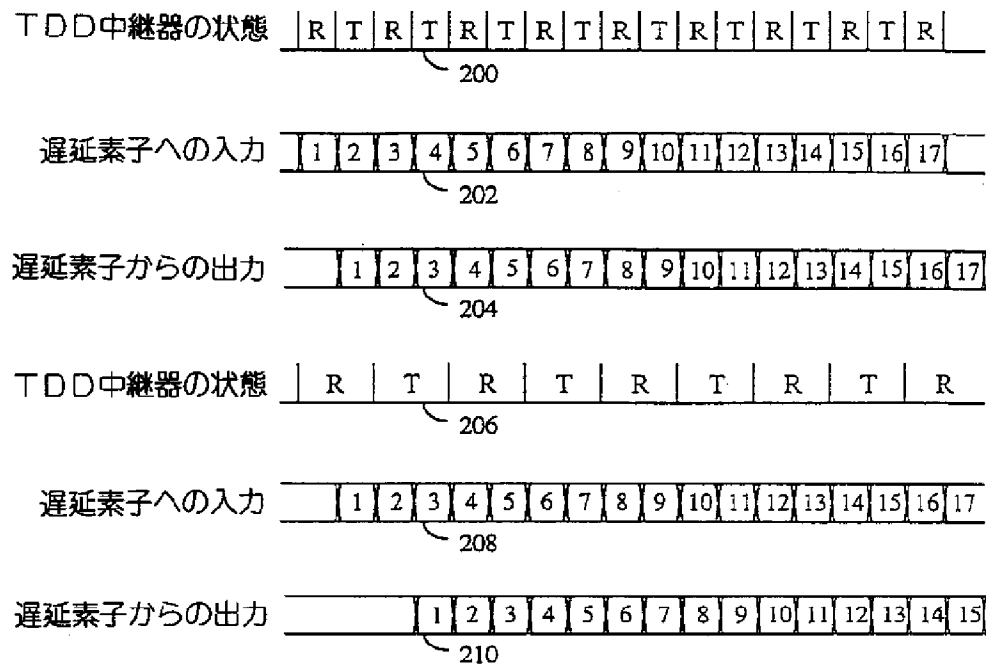 TDD中継器の状態 R T R T R T R T R T R T R T R T R
200
遅延素子への入力 1 2 3 4 5 6 7 8 9 10 11 12 13 14 15 16 17
202
遅延素子からの出力 1 2 3 4 5 6 7 8 9 10 11 12 13 14 15 16 17
204
TDD中継器の状態 R T R T R T R T R
206
遅延素子への入力 1 2 3 4 5 6 7 8 9 10 11 12 13 14 15 16 17
208
遅延素子からの出力 1 2 3 4 5 6 7 8 9 10 11 12 13 14 15
210